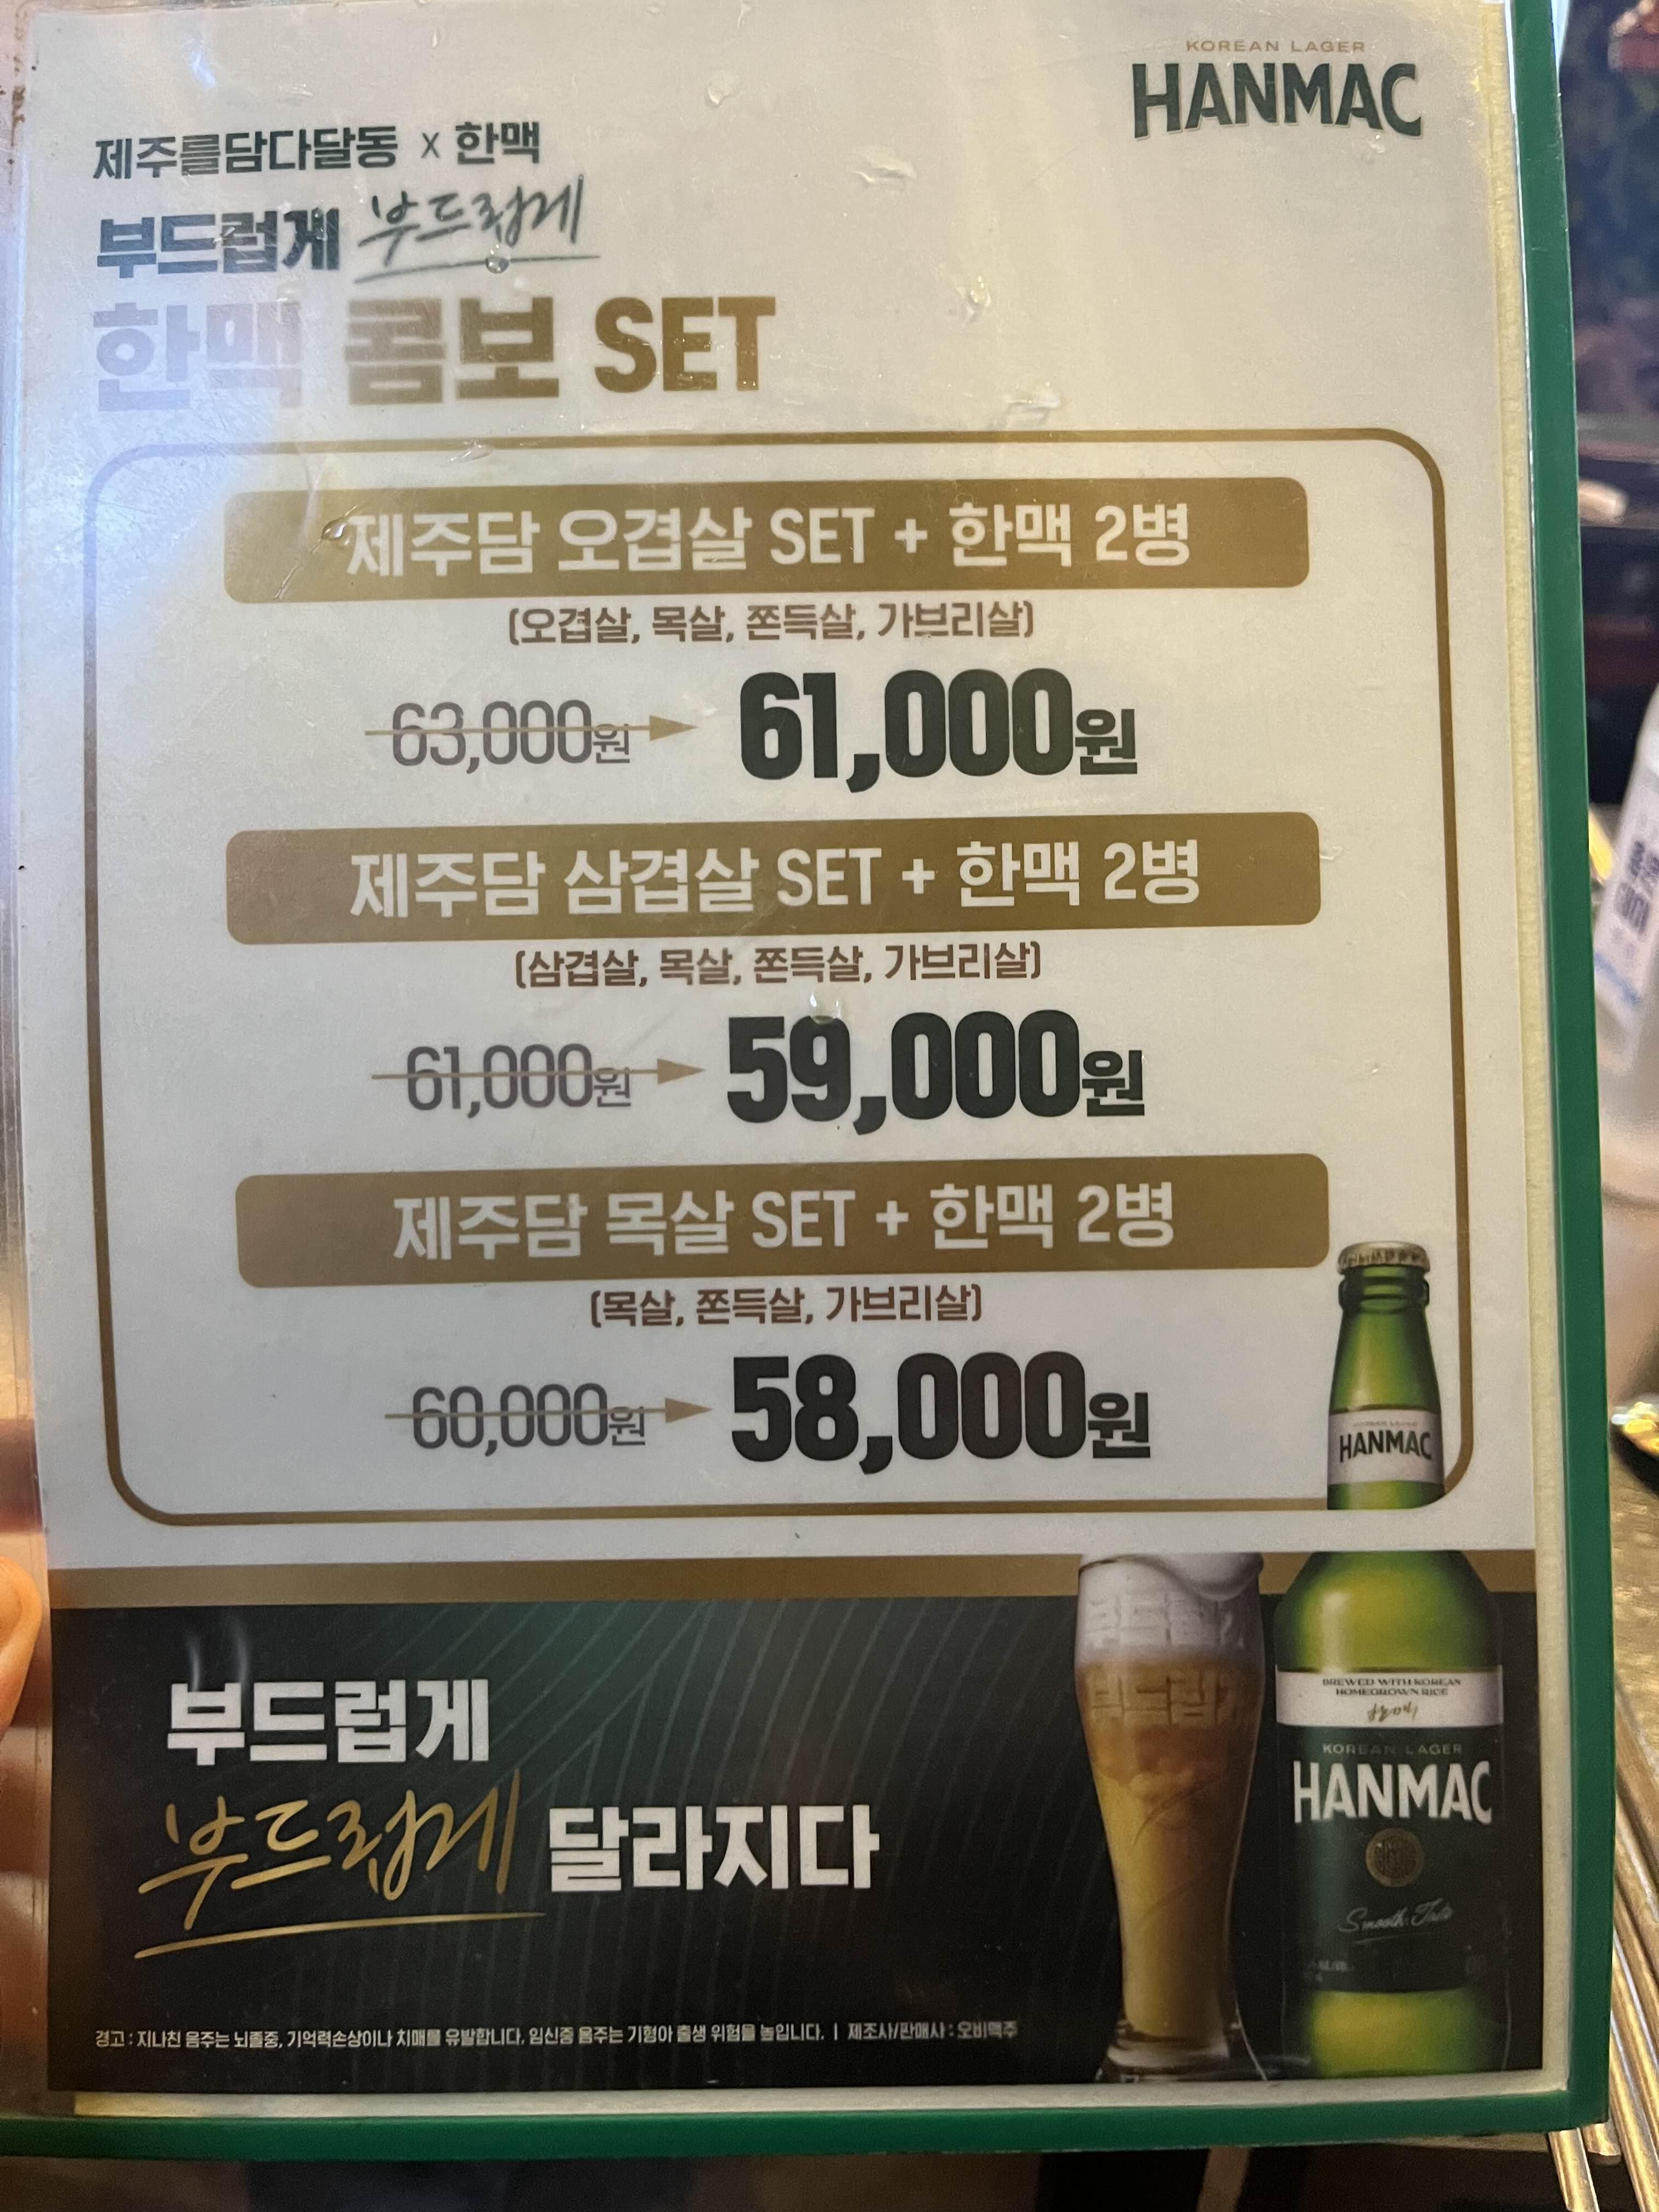 KOREAN LAGER
HANMAC
제주를담다달동 x 한맥
부드럽게 부드럽게
한맥 콤보 SET
제주담 오겹살 SET + 한맥 2병
(오겹살, 목살, 쫀득살, 가브리살)
63,000원 61,000원
제주담 삼겹살 SET + 한맥 2병
(삼겹살, 목살, 쫀득살, 가브리살)
61,000원 59,000원
제주담 목살 SET + 한맥 2병
(목살, 쫀득살, 가브리살)
60,000원 58,000원
HANMAC
부드럽게
부드럽게 달라지다
BREWED WITH KOREAN
HOMEGROWN RICE
한맥
KOREAN LAGER
HANMAC
Smooth Taste
경고 : 지나친 음주는 뇌졸중, 기억력손상이나 치매를 유발합니다. 임신중 음주는 기형아 출생 위험을 높입니다. | 제조사/판매사 : 오비맥주